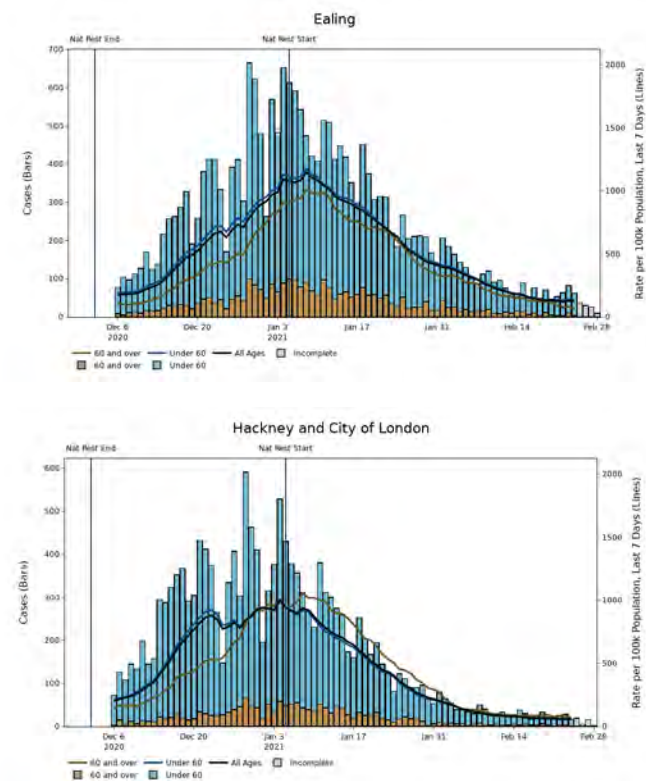 Ealing
Nat Rest End
Nat Rest Start
700
600
500
400
300
200
100
0
Cases (Bars)
2000
1500
1000
500
0
Rate per 100k Population, Last 7 Days (Lines)
Dec 6
2020
Dec 20
Jan 3
2021
Jan 17
Jan 31
Feb 14
Feb 28
60 and over
Under 60
All Ages
Incomplete
60 and over
Under 60
Hackney and City of London
Nat Rest End
Nat Rest Start
600
500
400
300
200
100
0
Cases (Bars)
2000
1500
1000
500
0
Rate per 100k Population, Last 7 Days (Lines)
Dec 6
2020
Dec 20
Jan 3
2021
Jan 17
Jan 31
Feb 14
Feb 28
60 and over
Under 60
All Ages
Incomplete
60 and over
Under 60